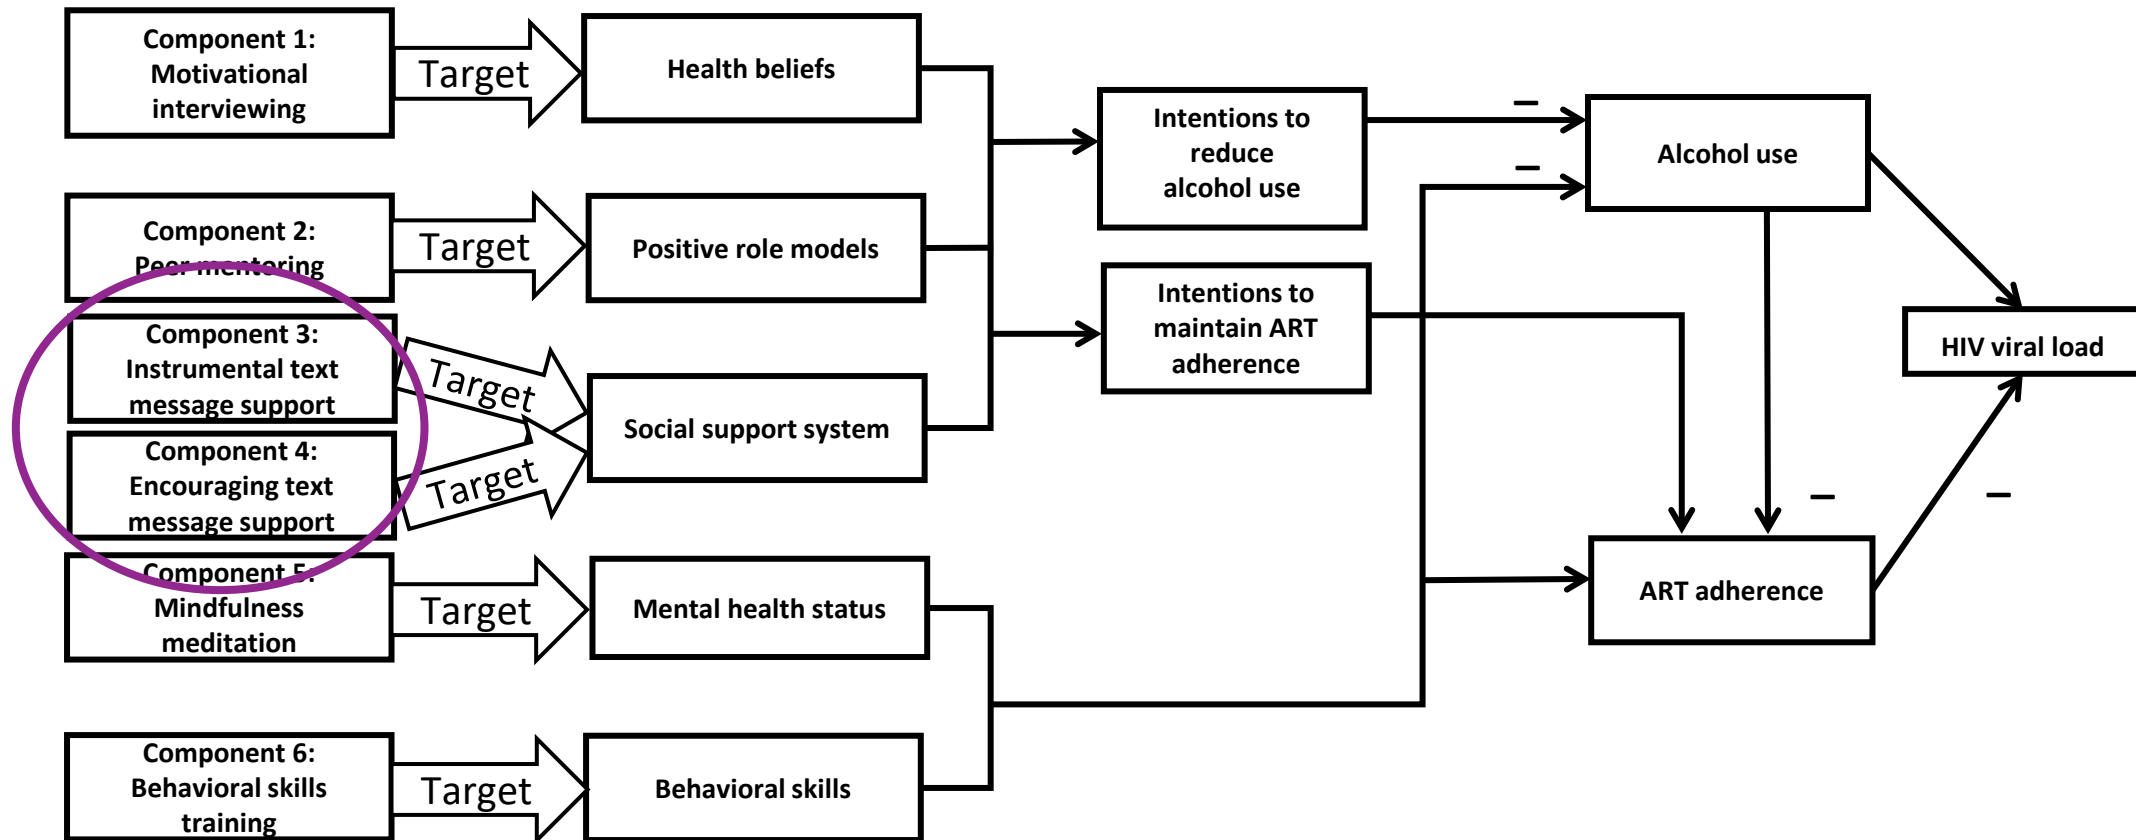 Component 1:
Motivational
interviewing
Target
Health beliefs
Component 2:
Peer mentoring
Target
Positive role models
Component 3:
Instrumental text
message support
Target
Component 4:
Encouraging text
message support
Target
Social support system
Component 5:
Mindfulness
meditation
Target
Mental health status
Component 6:
Behavioral skills
training
Target
Behavioral skills
Intentions to
reduce
alcohol use
Intentions to
maintain ART
adherence
–
–
Alcohol use
–
ART adherence
–
HIV viral load